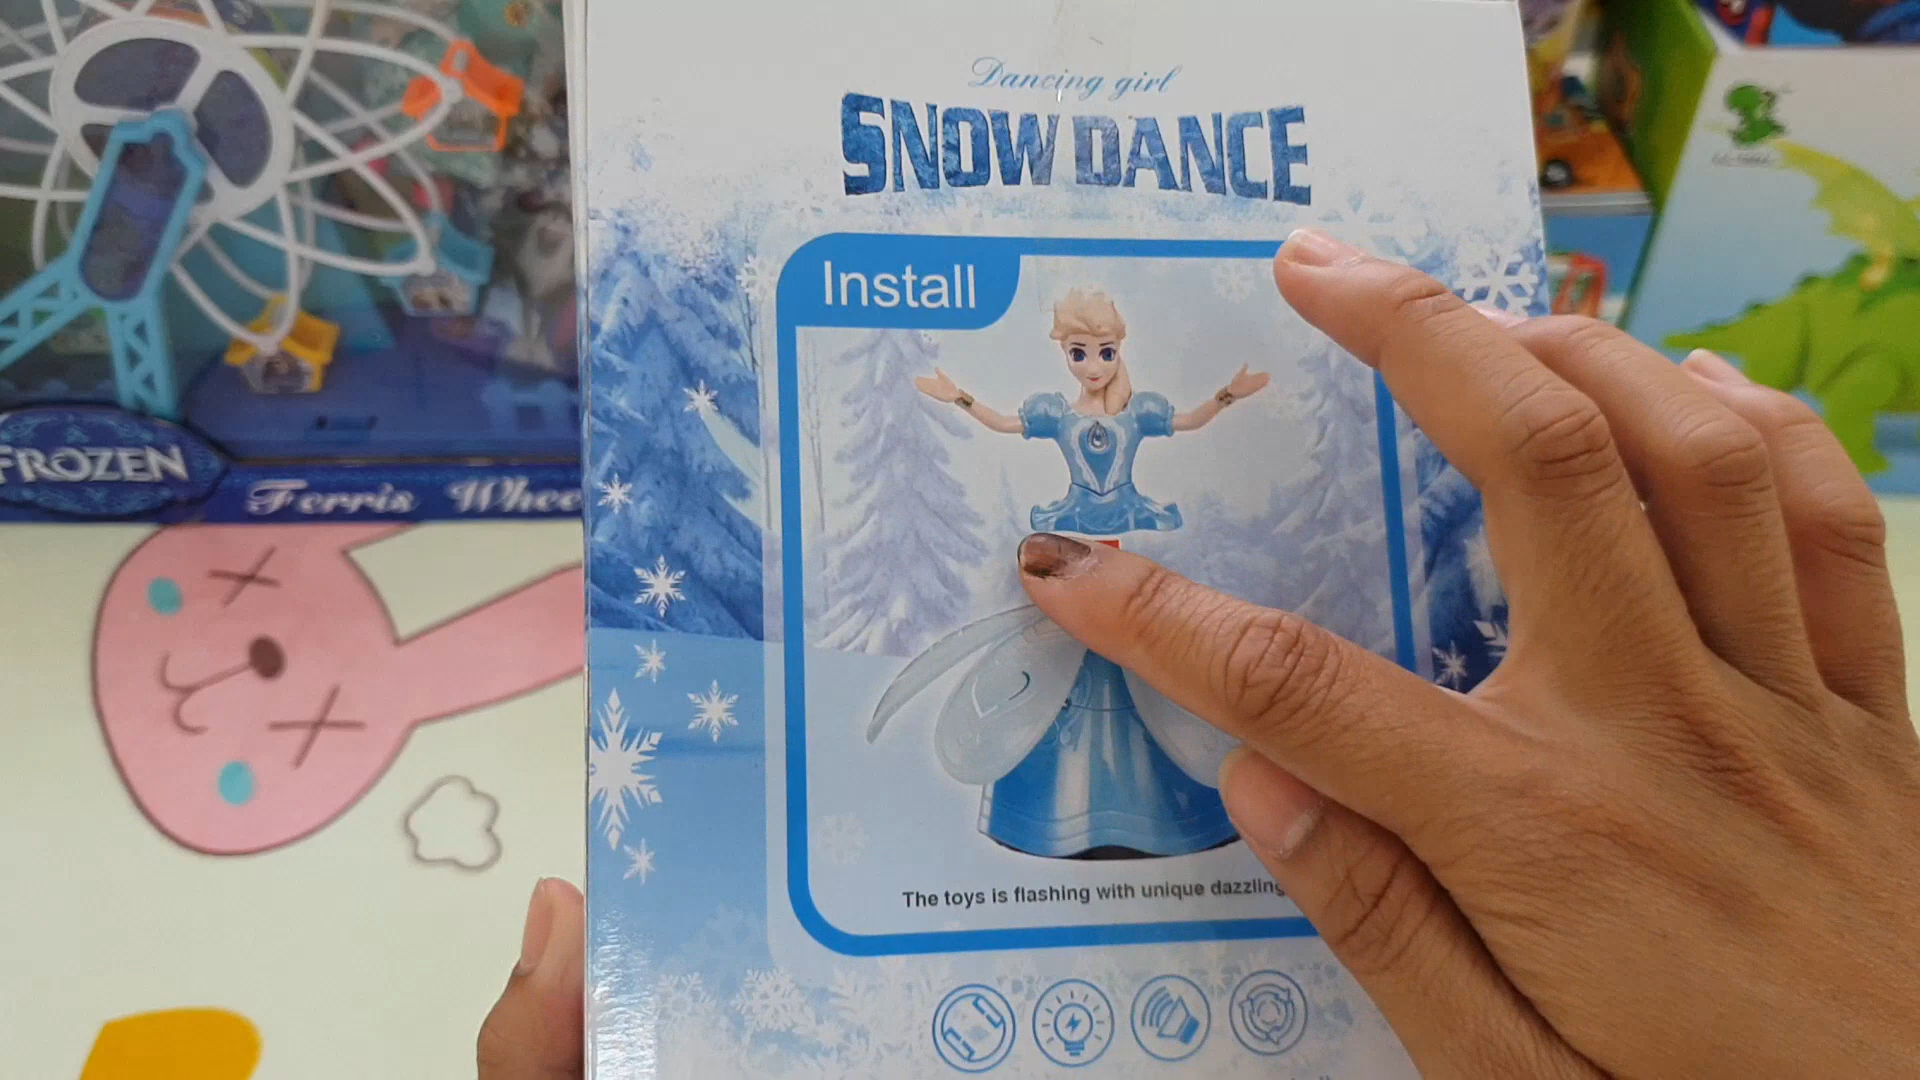 Dancing girl
SNOW DANCE
Install
The toys is flashing with unique dazzling
FROZEN
Ferris Whee